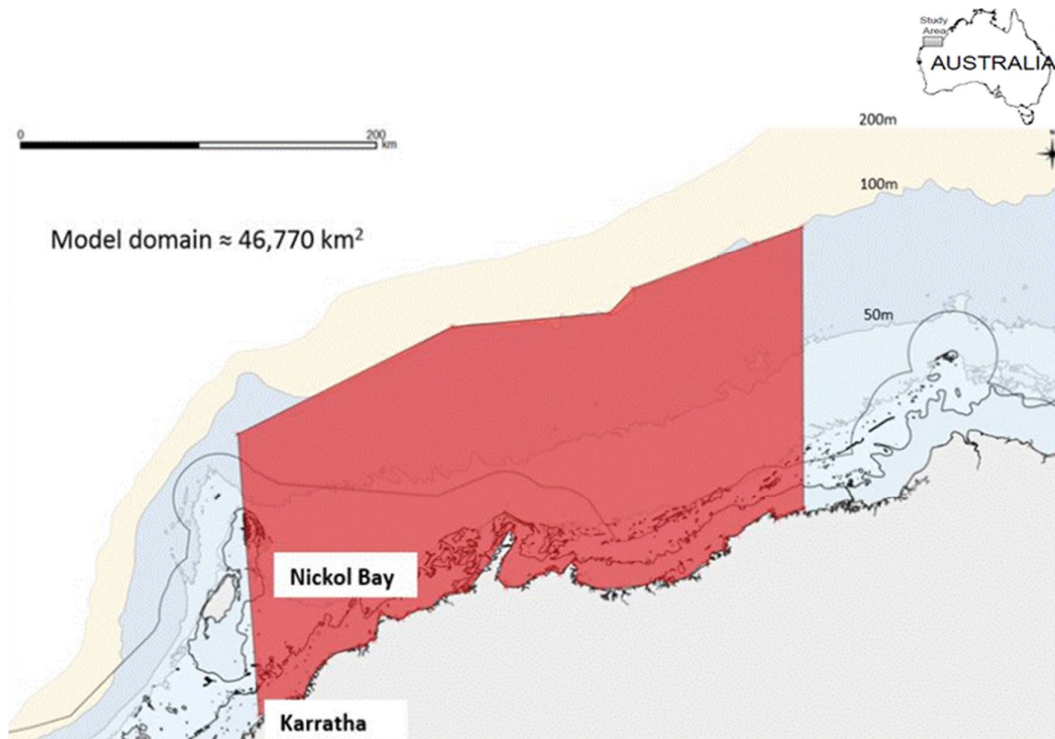 Study
Area
AUSTRALIA
0 200
km
200m
100m
Model domain ≈ 46,770 km²
50m
Nickol Bay
Karratha